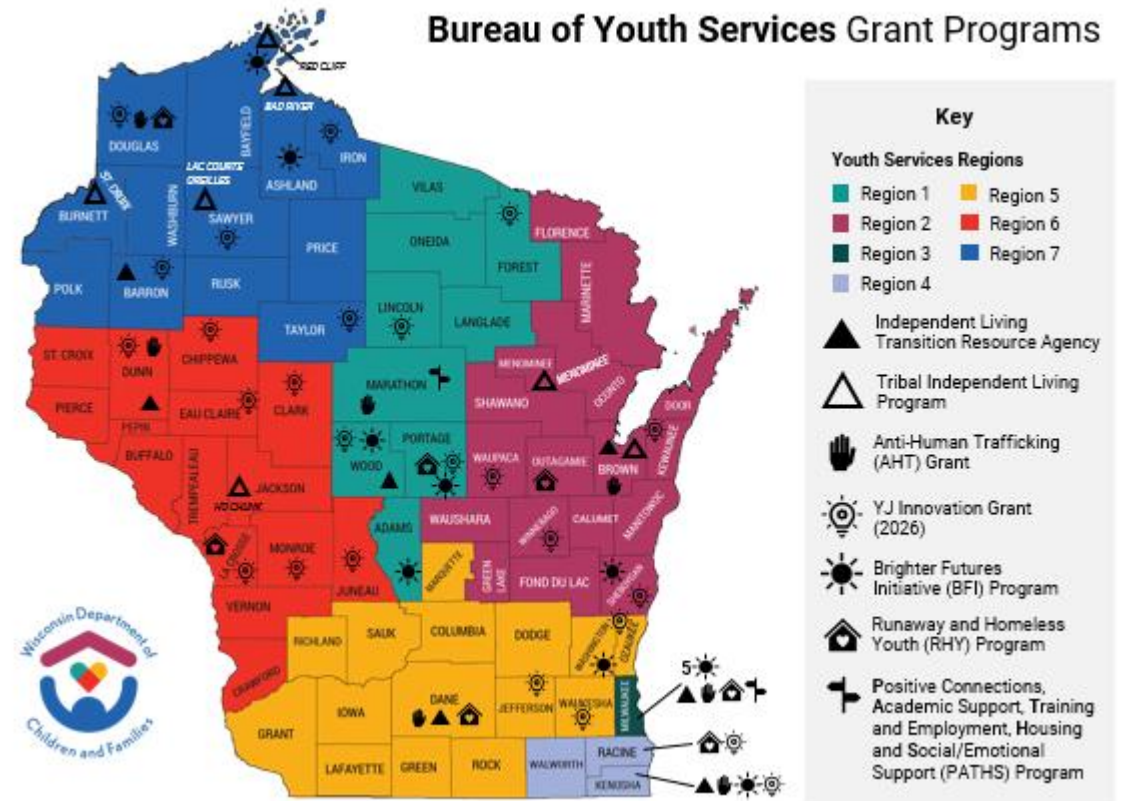 Bureau of Youth Services Grant Programs
RED CLIFF
BAD RIVER
DOUGLAS
BAYFIELD
IRON
ASHLAND
LAC COURTE
OREILLES
ST. CROIX
BURNETT
WASHBURN
SAWYER
PRICE
POLK
BARRON
RUSK
TAYLOR
VILAS
ONEIDA
FOREST
FLORENCE
MARINETTE
LINCOLN
LANGLADE
MENOMINEE
MENOMINEE
OCONTO
SHAWANO
DOOR
KEWAUNEE
ST. CROIX
DUNN
CHIPPEWA
PIERCE
PEPIN
EAU CLAIRE
CLARK
MARATHON
BUFFALO
TREMPEALEAU
JACKSON
HO CHUNK
WOOD
PORTAGE
WAUPACA
OUTAGAMIE
BROWN
LA CROSSE
MONROE
JUNEAU
ADAMS
WAUSHARA
WINNEBAGO
CALUMET
MANITOWOC
MARQUETTE
GREEN
LAKE
FOND DU LAC
SHEBOYGAN
VERNON
CRAWFORD
RICHLAND
SAUK
COLUMBIA
DODGE
WASHINGTON
OZAUKEE
GRANT
IOWA
DANE
JEFFERSON
WAUKESHA
MILWAUKEE
LAFAYETTE
GREEN
ROCK
WALWORTH
RACINE
KENOSHA
5
Key
Youth Services Regions
Region 1
Region 2
Region 3
Region 4
Region 5
Region 6
Region 7
Independent Living
Transition Resource Agency
Tribal Independent Living
Program
Anti-Human Trafficking
(AHT) Grant
YJ Innovation Grant
(2026)
Brighter Futures
Initiative (BFI) Program
Runaway and Homeless
Youth (RHY) Program
Positive Connections,
Academic Support, Training
and Employment, Housing
and Social/Emotional
Support (PATHS) Program
Wisconsin Department of
Children and Families